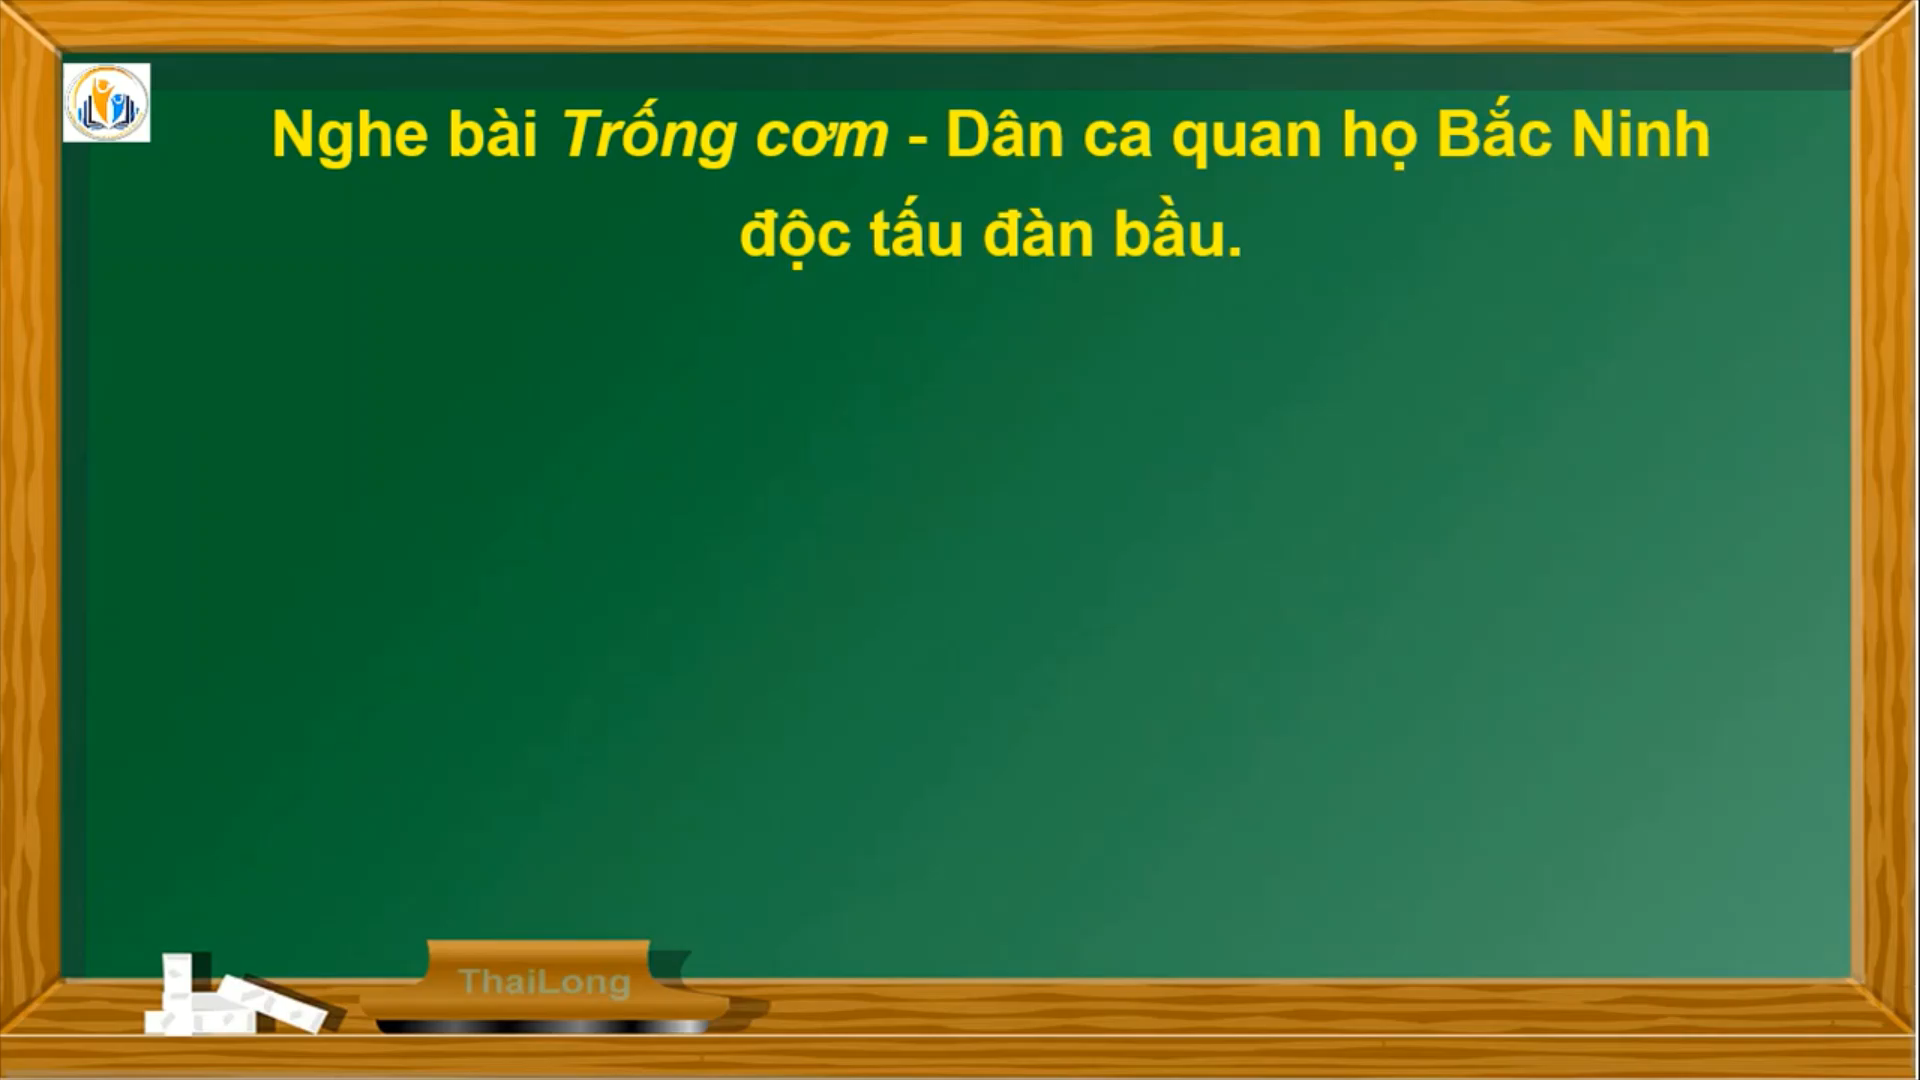 Nghe bài Trống cơm - Dân ca quan họ Bắc Ninh
độc tấu đàn bầu.
ThaiLong